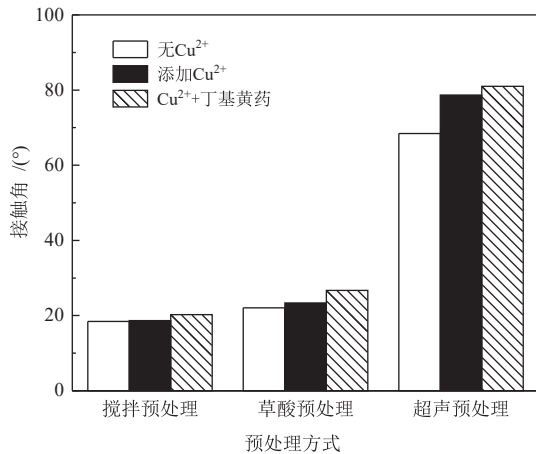 100
80
60
40
20
0
接触角 /(°)
无Cu²⁺
添加Cu²⁺
Cu²⁺+丁基黄药
搅拌预处理
草酸预处理
超声预处理
预处理方式